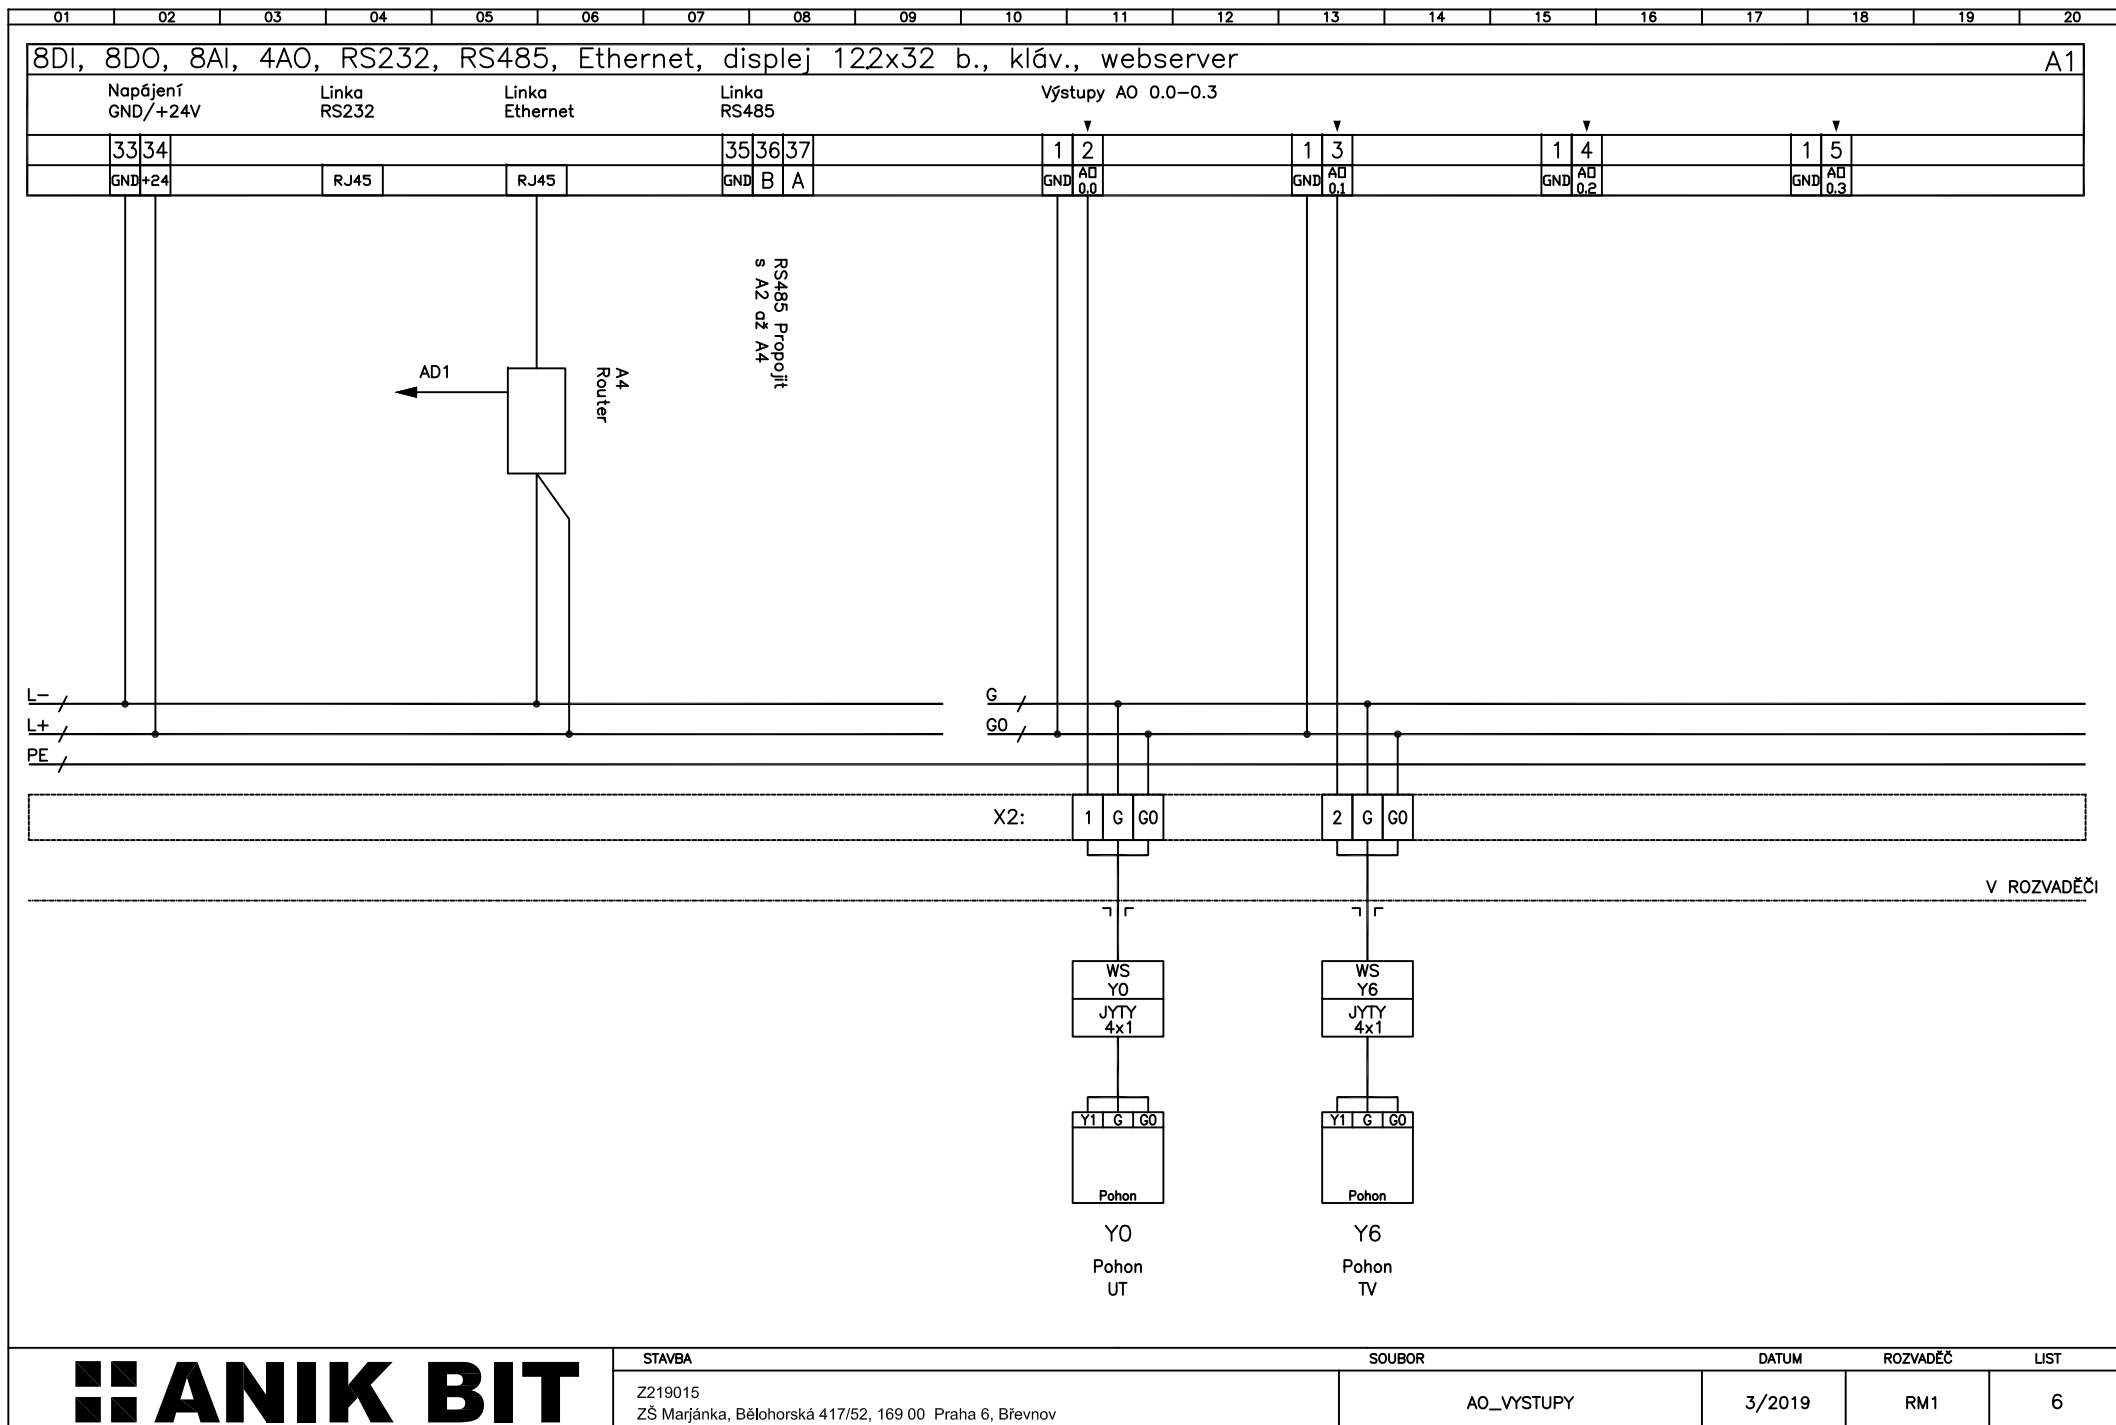 01 02 03 04 05 06 07 08 09 10 11 12 13 14 15 16 17 18 19 20
8DI, 8DO, 8AI, 4AO, RS232, RS485, Ethernet, displej 122x32 b., kláv., webserver A1
Napájení Linka Linka Linka Výstupy AO 0.0-0.3
GND/+24V RS232 Ethernet RS485
33 34 35 36 37 1 2 1 3 1 4 1 5
GND +24 RJ45 RJ45 GND B A GND AO 0.0 GND AO 0.1 GND AO 0.2 GND AO 0.3
RS485 Propojit
s A2 až A4
AD1
A4
Router
L- G
L+ G0
PE
X2: 1 G G0 2 G G0
V ROZVADĚČI
WS WS
Y0 Y6
JYTY JYTY
4x1 4x1
Y1 G G0 Y1 G G0
Pohon Pohon
Y0 Y6
Pohon Pohon
UT TV
ANIK BIT
STAVBA SOUBOR DATUM ROZVADĚČ LIST
Z219015
ZŠ Marjánka, Bělohorská 417/52, 169 00 Praha 6, Břevnov
AO_VYSTUPY 3/2019 RM1 6